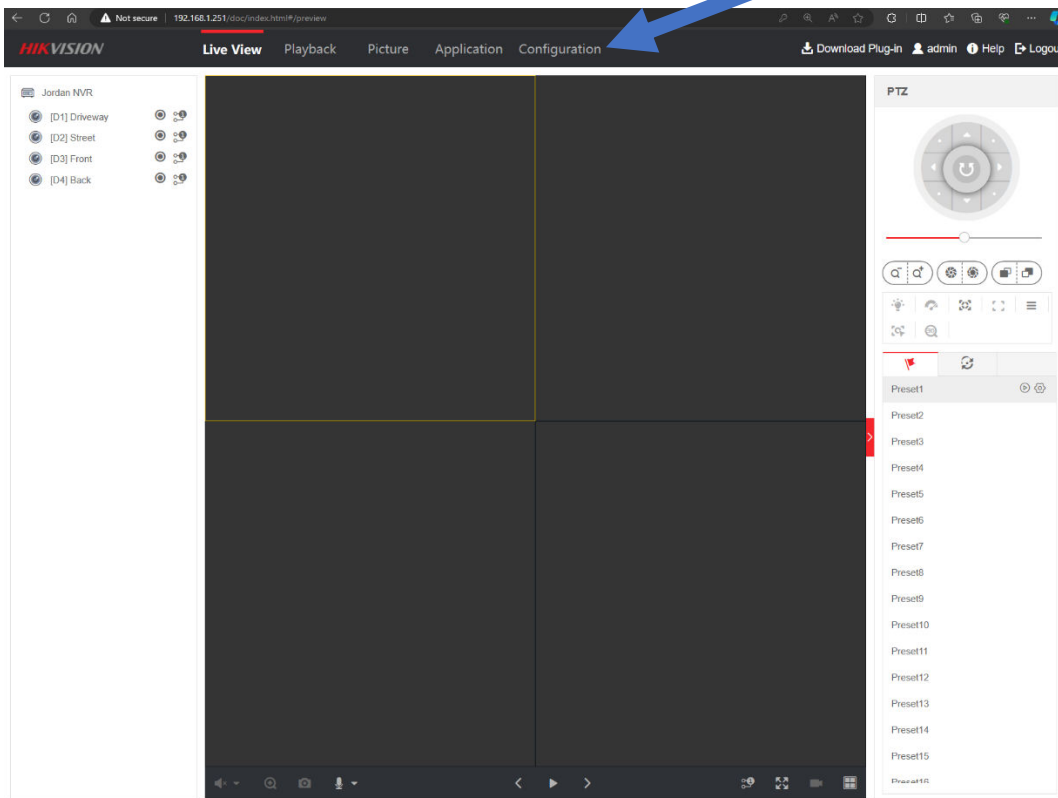 Not secure 192.168.1.251/doc/index.html#/preview
HIKVISION Live View Playback Picture Application Configuration Download Plug-in admin Help Logou
Jordan NVR
[D1] Driveway
[D2] Street
[D3] Front
[D4] Back
PTZ
Preset1
Preset2
Preset3
Preset4
Preset5
Preset6
Preset7
Preset8
Preset9
Preset10
Preset11
Preset12
Preset13
Preset14
Preset15
Preset16